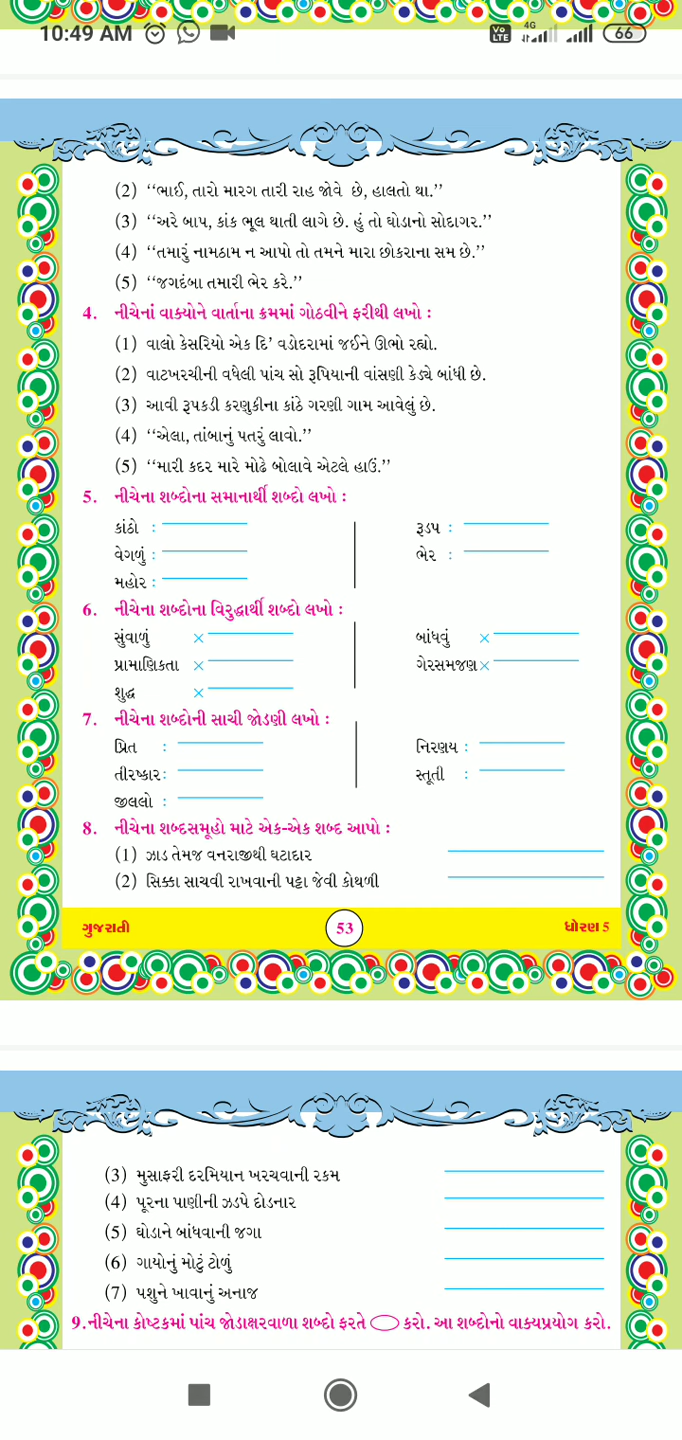 10:49 AM
Vo LTE 4G 66
(2) ‘‘ભાઈ, તારો મારગ તારી રાહ જોવે છે, હાલતો થા.’’
(3) ‘‘અરે બાપ, કાંક ભૂલ થાતી લાગે છે. હું તો ઘોડાનો સોદાગર.’’
(4) ‘‘તમારું નામઠામ ન આપો તો તમને મારા છોકરાના સમ છે.’’
(5) ‘‘જગદંબા તમારી ભેર કરે.’’
4. નીચેનાં વાક્યોને વાર્તાના ક્રમમાં ગોઠવીને ફરીથી લખો :
(1) વાલો કેસરિયો એક દિ’ વડોદરામાં જઈને ઊભો રહ્યો.
(2) વાટખરચીની વધેલી પાંચ સો રૂપિયાની વાંસણી કેડ્યે બાંધી છે.
(3) આવી રૂપકડી કરણુકીના કાંઠે ગરણી ગામ આવેલું છે.
(4) ‘‘એલા, તાંબાનું પતરું લાવો.’’
(5) ‘‘મારી કદર મારે મોઢે બોલાવે એટલે હાઉં.’’
5. નીચેના શબ્દોના સમાનાર્થી શબ્દો લખો :
કાંઠો : રૂડપ :
વેગળું : ભેર :
મહોર :
6. નીચેના શબ્દોના વિરુદ્ધાર્થી શબ્દો લખો :
સુંવાળું × બાંધવું ×
પ્રામાણિકતા × ગેરસમજણ ×
શુદ્ધ ×
7. નીચેના શબ્દોની સાચી જોડણી લખો :
પ્રિત : નિરણય :
તીરષ્કાર : સ્તૂતી :
જીલલો :
8. નીચેના શબ્દસમૂહો માટે એક-એક શબ્દ આપો :
(1) ઝાડ તેમજ વનરાજીથી ઘટાદાર
(2) સિક્કા સાચવી રાખવાની પટ્ટા જેવી કોથળી
ગુજરાતી 53 ધોરણ 5
(3) મુસાફરી દરમિયાન ખરચવાની રકમ
(4) પૂરના પાણીની ઝડપે દોડનાર
(5) ઘોડાને બાંધવાની જગા
(6) ગાયોનું મોટું ટોળું
(7) પશુને ખાવાનું અનાજ
9.નીચેના કોષ્ટકમાં પાંચ જોડાક્ષરવાળા શબ્દો ફરતે કરો. આ શબ્દોનો વાક્યપ્રયોગ કરો.